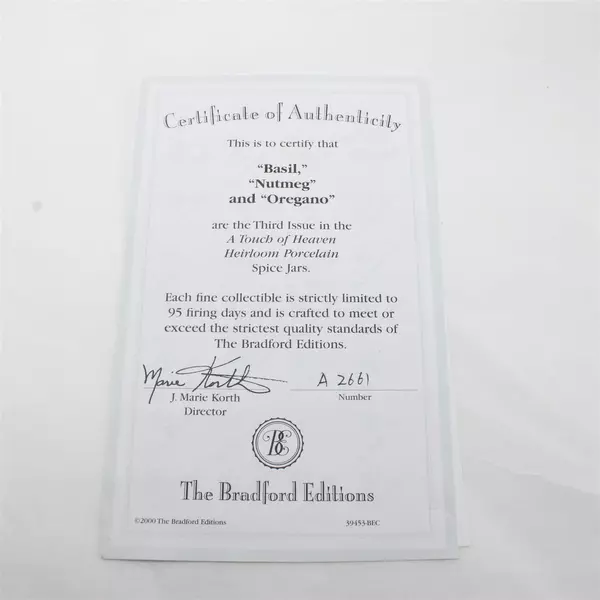 Certificate of Authenticity
This is to certify that
“Basil,”
“Nutmeg”
and “Oregano”
are the Third Issue in the
A Touch of Heaven
Heirloom Porcelain
Spice Jars.
Each fine collectible is strictly limited to
95 firing days and is crafted to meet or
exceed the strictest quality standards of
The Bradford Editions.
Marie Korth
A 2661
J. Marie Korth
Number
Director
BE
The Bradford Editions
©2000 The Bradford Editions
39453-BEC